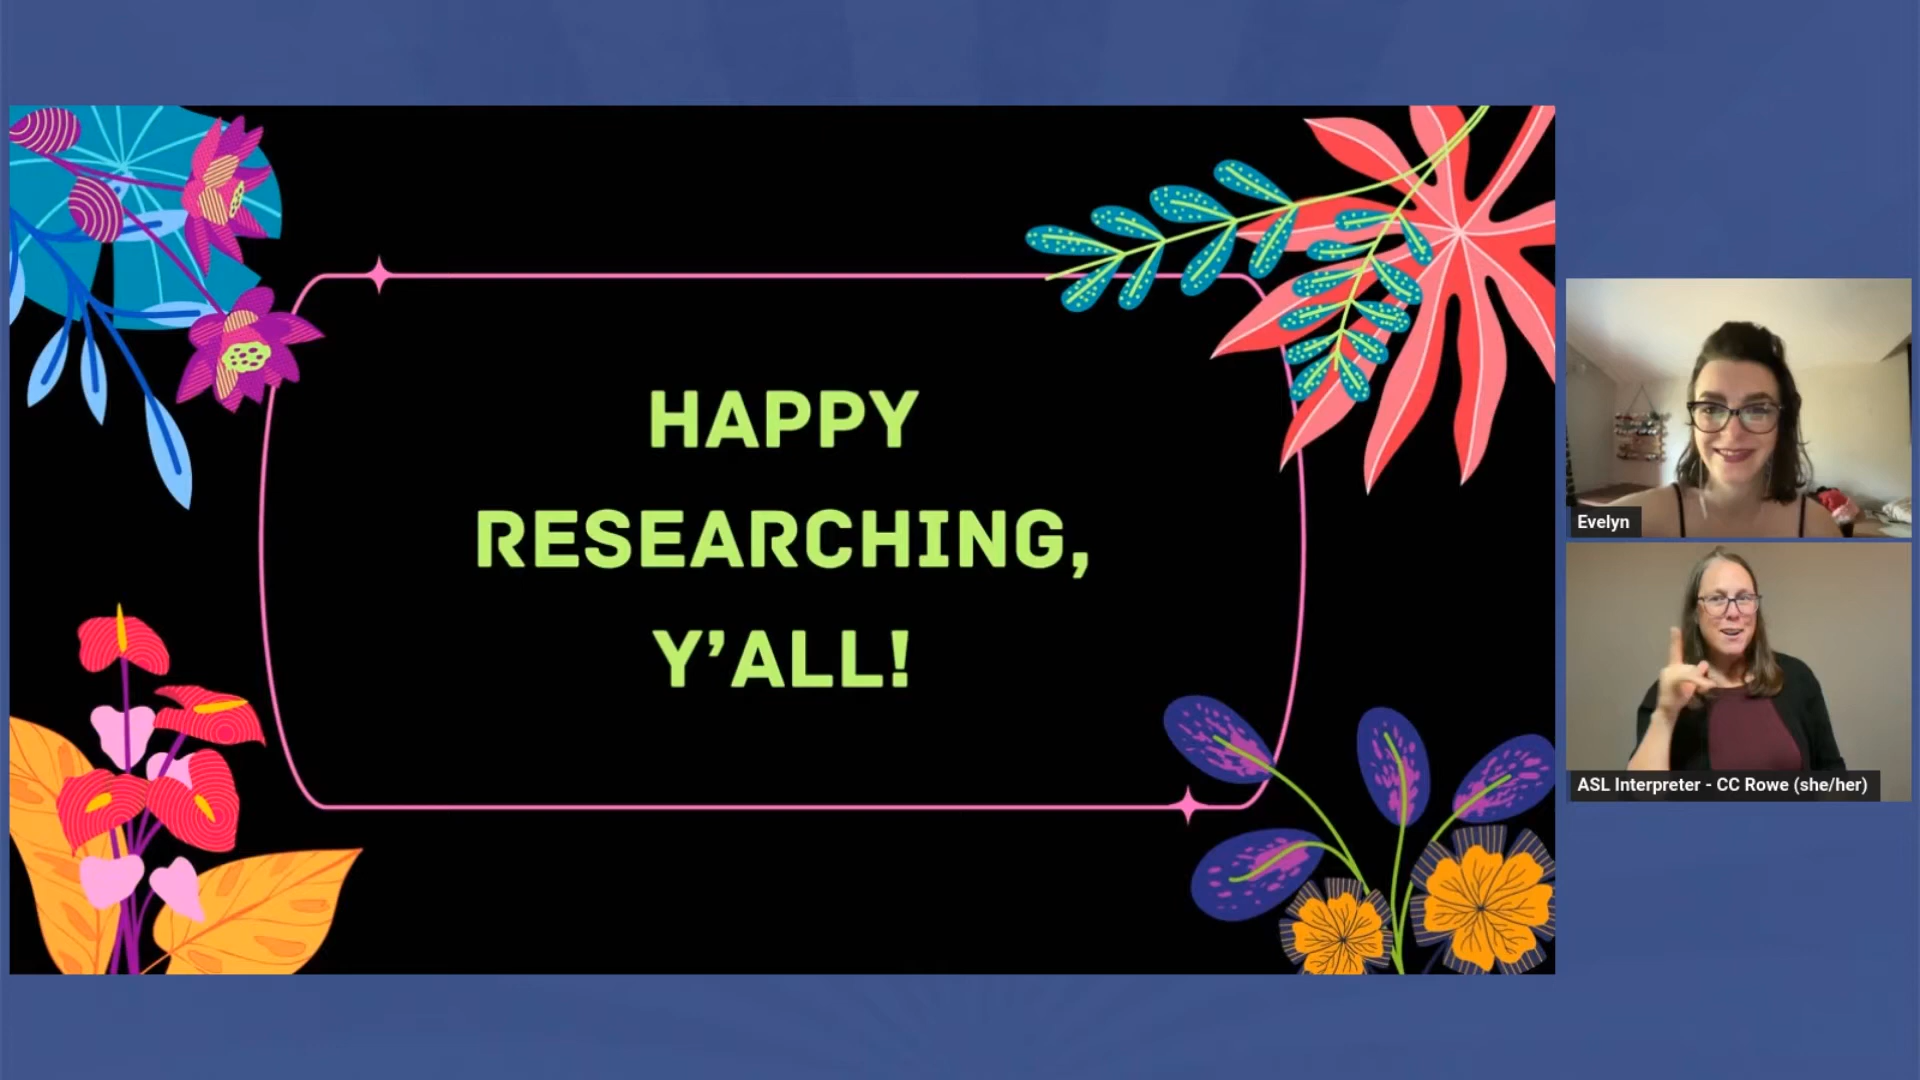 HAPPY
RESEARCHING,
Y’ALL!
Evelyn
ASL Interpreter - CC Rowe (she/her)